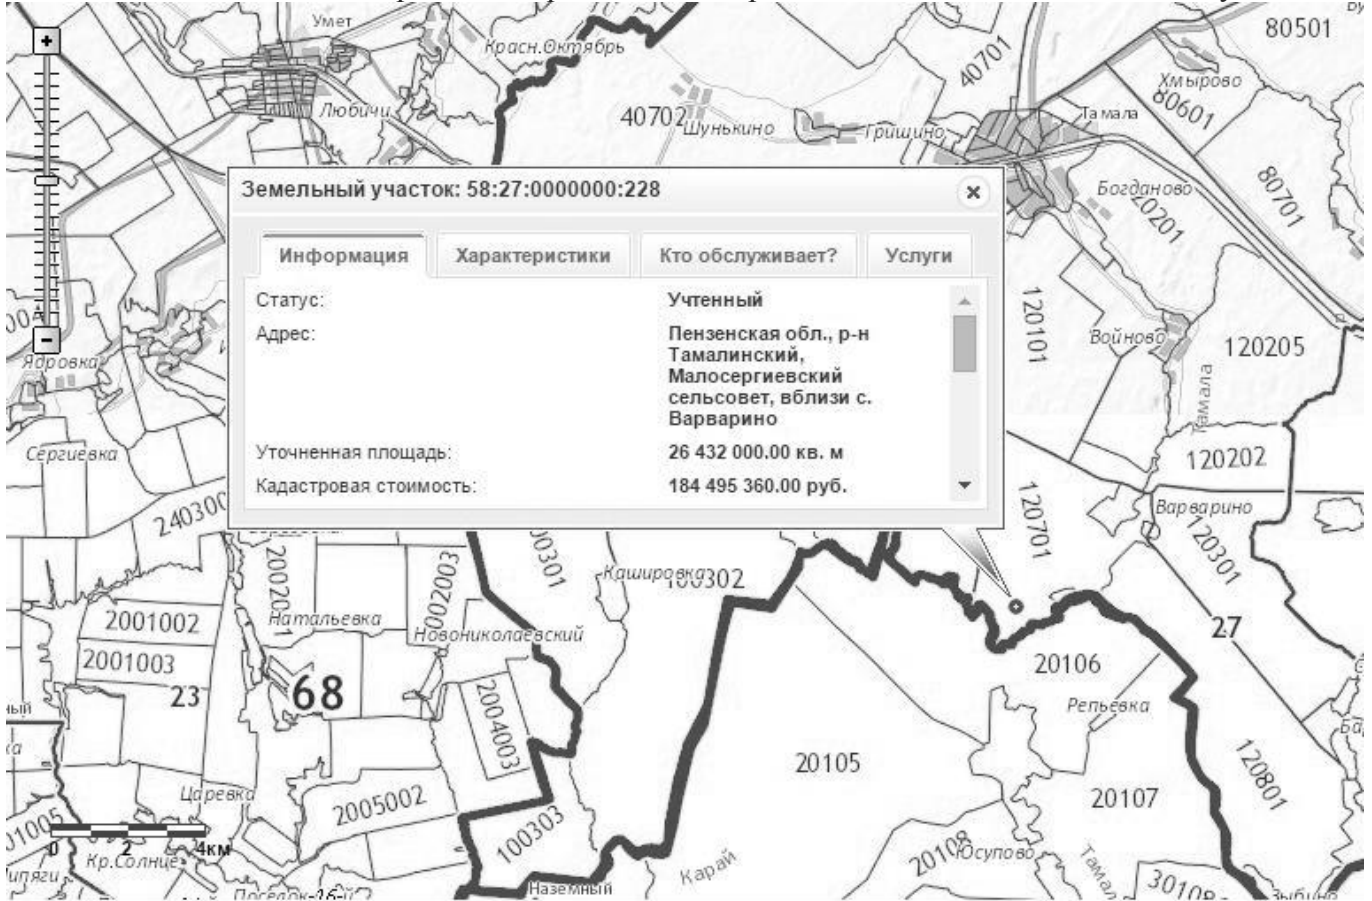 Умет
80501
Красн.Октябрь
40701
Хмырово
80601
Любичи
40702
Шунькино
Гришино
Тамала
Земельный участок: 58:27:0000000:228
Богданово
20201
80701
Информация
Характеристики
Кто обслуживает?
Услуги
Статус:
Учтенный
Адрес:
Пензенская обл., р-н
Тамалинский,
Малосергиевский
сельсовет, вблизи с.
Варварино
120101
Войново
120205
Ядровка
Тамала
Сергиевка
Уточненная площадь:
26 432 000.00 кв. м
120202
Кадастровая стоимость:
184 495 360.00 руб.
120701
Варварино
240300
120301
Кашировка
100302
2001002
Натальевка
Новониколаевский
27
2001003
20106
23
68
2004003
Репьевка
20105
120801
Царевка
2005002
20107
100303
0
2
4км
Кр.Солнце
Карай
20108
Юсупово
Наземный
30108